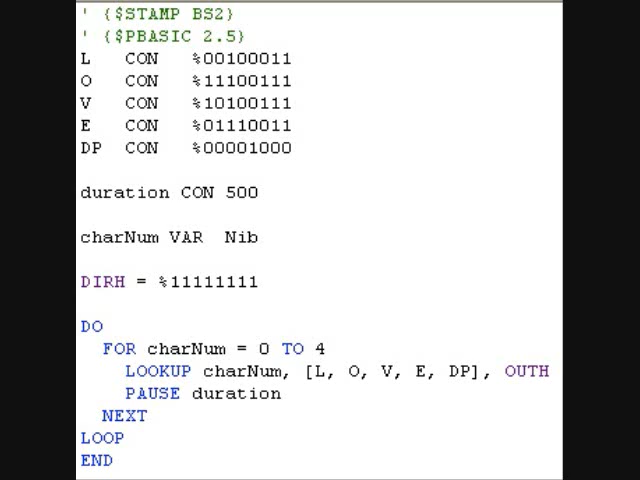 ' {$STAMP BS2}
' {$PBASIC 2.5}
L CON %00100011
O CON %11100111
V CON %10100111
E CON %01110011
DP CON %00001000
duration CON 500
charNum VAR Nib
DIRH = %11111111
DO
FOR charNum = 0 TO 4
LOOKUP charNum, [L, O, V, E, DP], OUTH
PAUSE duration
NEXT
LOOP
END